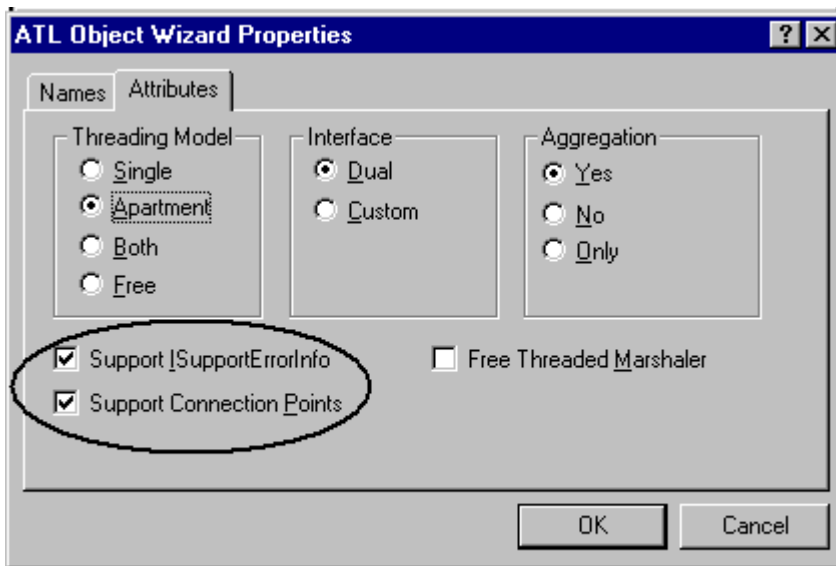 ATL Object Wizard Properties
Names Attributes
Threading Model Interface Aggregation
Single Dual Yes
Apartment Custom No
Both Only
Free
Support ISupportErrorInfo Free Threaded Marshaler
Support Connection Points
OK Cancel